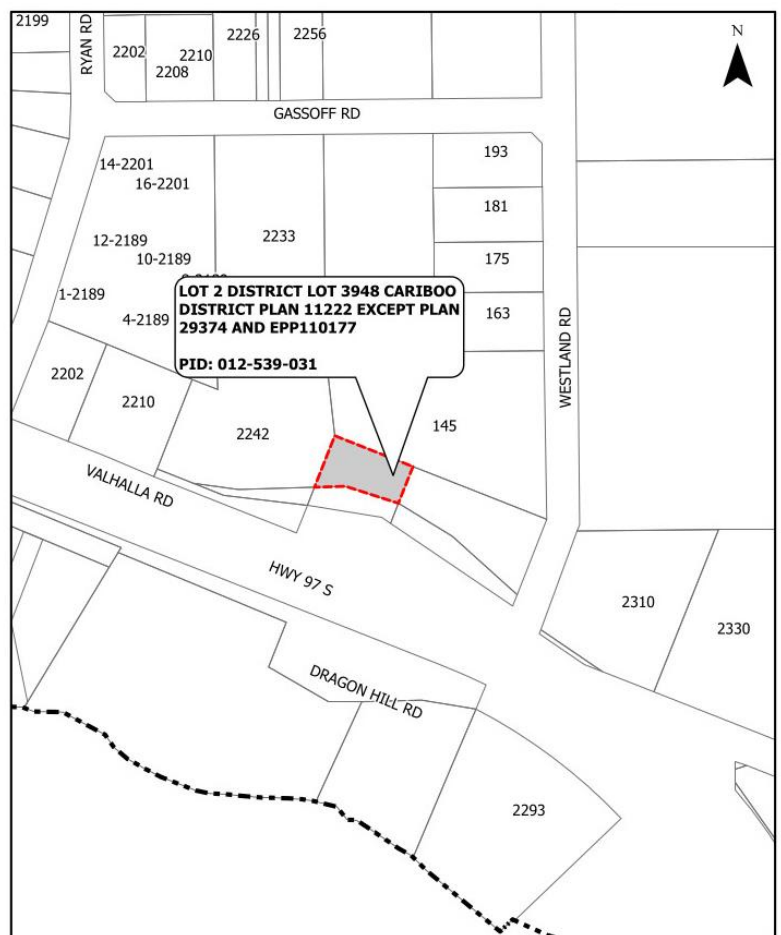 2199
RYAN RD
2202
2210
2208
2226
2256
N
GASSOFF RD
14-2201
16-2201
193
181
12-2189
10-2189
2233
175
1-2189
4-2189
163
LOT 2 DISTRICT LOT 3948 CARIBOO
DISTRICT PLAN 11222 EXCEPT PLAN
29374 AND EPP110177
PID: 012-539-031
WESTLAND RD
2202
2210
2242
145
VALHALLA RD
HWY 97 S
2310
2330
DRAGON HILL RD
2293